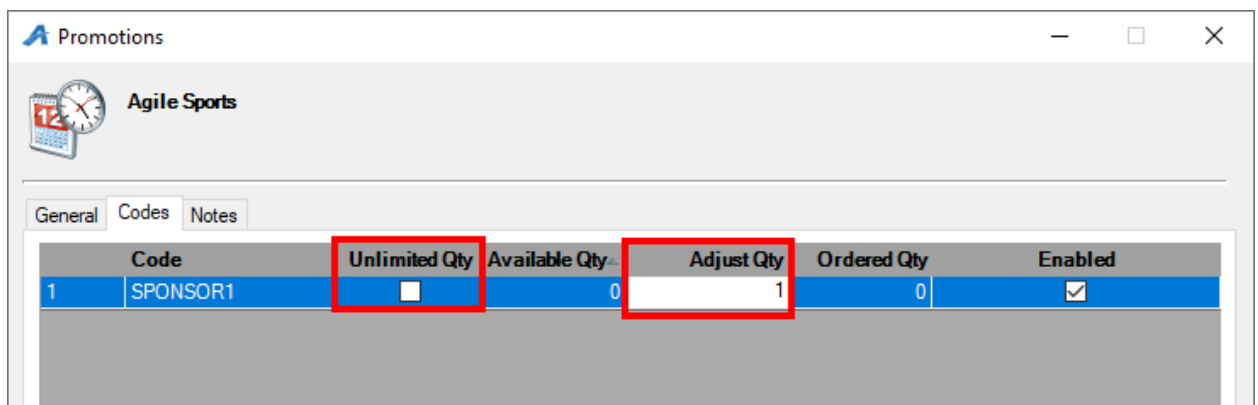 Promotions
12
Agile Sports
General Codes Notes
Code Unlimited Qty Available Qty Adjust Qty Ordered Qty Enabled
1 SPONSOR1 0 1 0